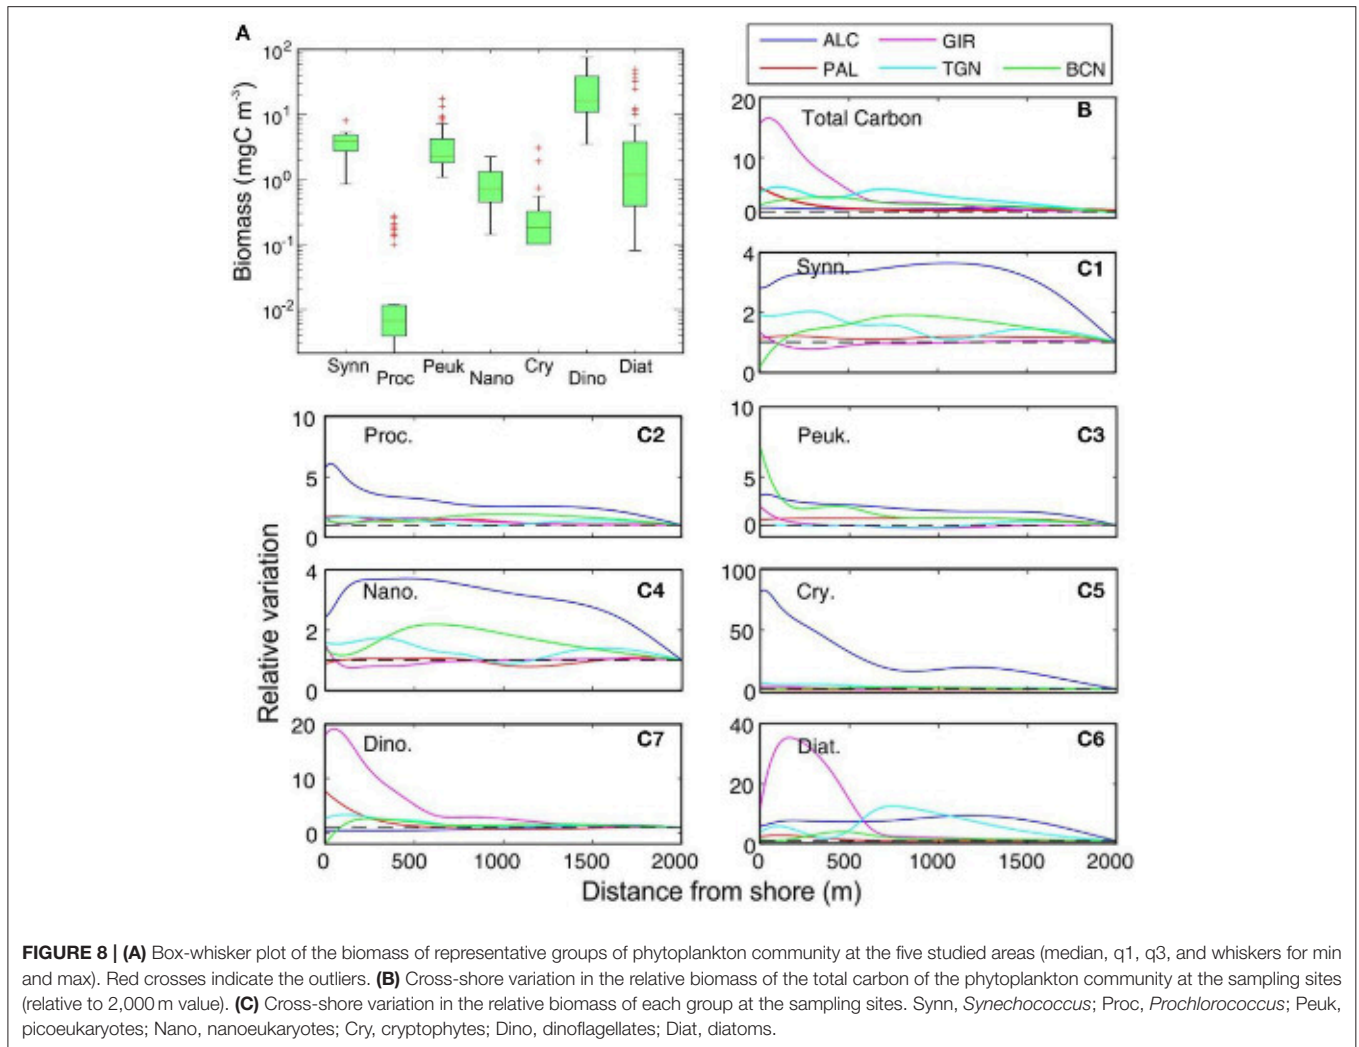 A
Biomass (mgC m-3)
10²
10¹
10⁰
10⁻¹
10⁻²
Synn
Proc
Peuk
Nano
Cry
Dino
Diat
ALC
GIR
PAL
TGN
BCN
20
10
0
Total Carbon
B
4
2
0
Synn.
C1
10
5
0
Proc.
C2
10
5
0
Peuk.
C3
4
2
0
Nano.
C4
100
50
0
Cry.
C5
20
10
0
Dino.
C7
40
20
0
Diat.
C6
Relative variation
0 500 1000 1500 2000
0 500 1000 1500 2000
Distance from shore (m)
FIGURE 8 | (A) Box-whisker plot of the biomass of representative groups of phytoplankton community at the five studied areas (median, q1, q3, and whiskers for min
and max). Red crosses indicate the outliers. (B) Cross-shore variation in the relative biomass of the total carbon of the phytoplankton community at the sampling sites
(relative to 2,000 m value). (C) Cross-shore variation in the relative biomass of each group at the sampling sites. Synn, Synechococcus; Proc, Prochlorococcus; Peuk,
picoeukaryotes; Nano, nanoeukaryotes; Cry, cryptophytes; Dino, dinoflagellates; Diat, diatoms.